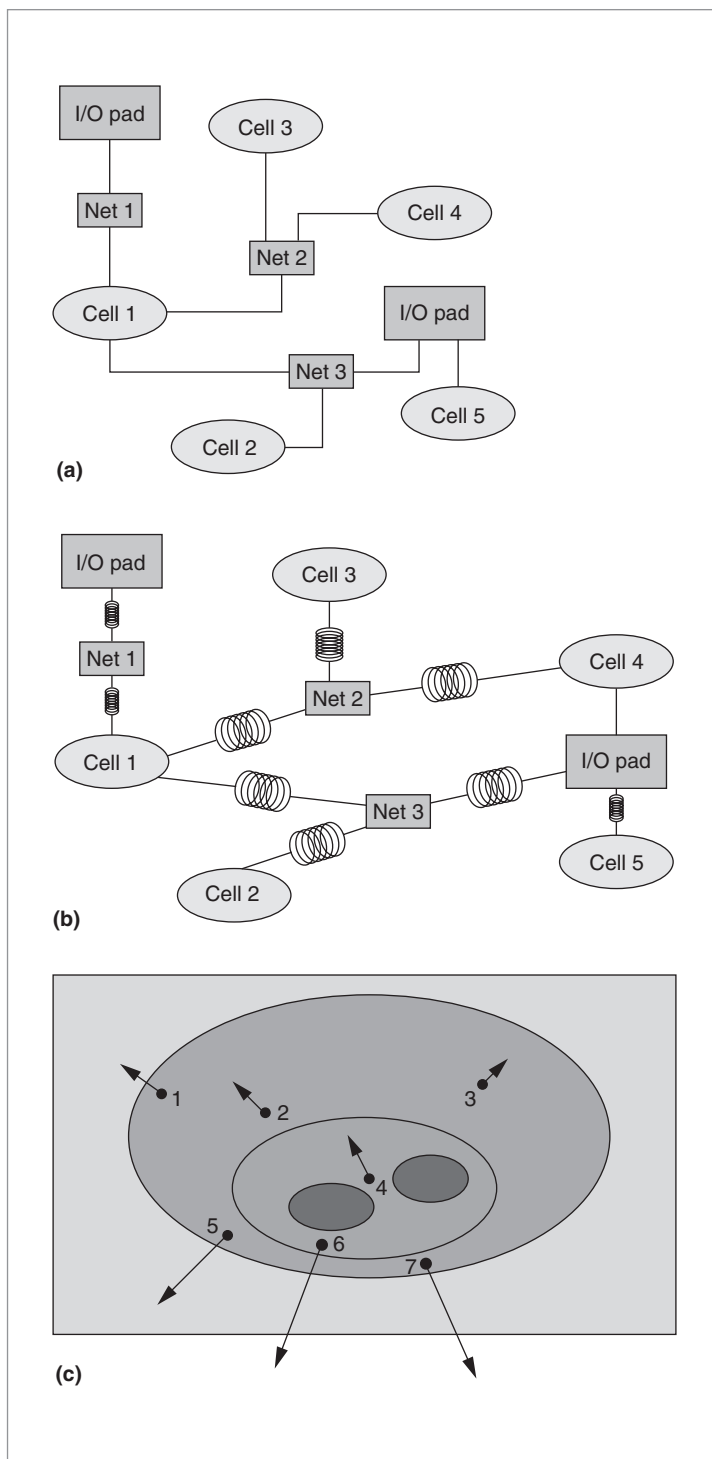 I/O pad
Cell 3
Net 1
Cell 4
Net 2
Cell 1
I/O pad
Net 3
Cell 5
Cell 2
(a)
I/O pad
Cell 3
Net 1
Cell 4
Net 2
Cell 1
I/O pad
Net 3
Cell 2
Cell 5
(b)
1
2
3
4
5
6
7
(c)